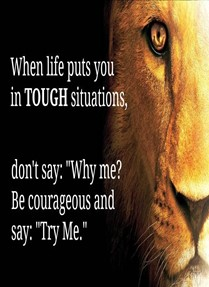 When life puts you
in TOUGH situations,
don't say: "Why me?
Be courageous and
say: "Try Me."